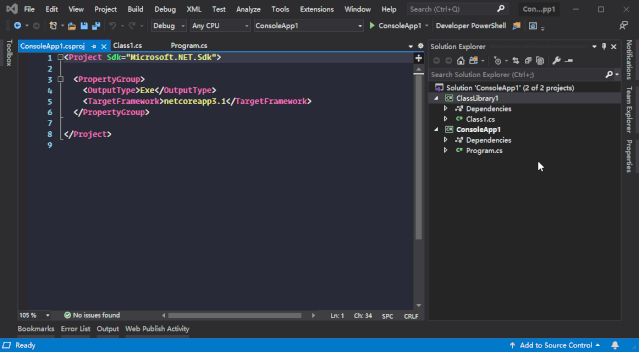 File Edit View Project Build Debug XML Test Analyze Tools Extensions Window Help Search (Ctrl+Q) Con...pp1
Debug Any CPU ConsoleApp1 ConsoleApp1 Developer PowerShell
Toolbox
ConsoleApp1.csproj Class1.cs Program.cs
1 <Project Sdk="Microsoft.NET.Sdk">
2
3 <PropertyGroup>
4 <OutputType>Exe</OutputType>
5 <TargetFramework>netcoreapp3.1</TargetFramework>
6 </PropertyGroup>
7
8 </Project>
9
105 % No issues found Ln: 1 Ch: 34 SPC CRLF
Solution Explorer
Search Solution Explorer (Ctrl+;)
Solution 'ConsoleApp1' (2 of 2 projects)
ClassLibrary1
Dependencies
C# Class1.cs
ConsoleApp1
Dependencies
C# Program.cs
Notifications
Team Explorer
Properties
Bookmarks Error List Output Web Publish Activity
Ready Add to Source Control